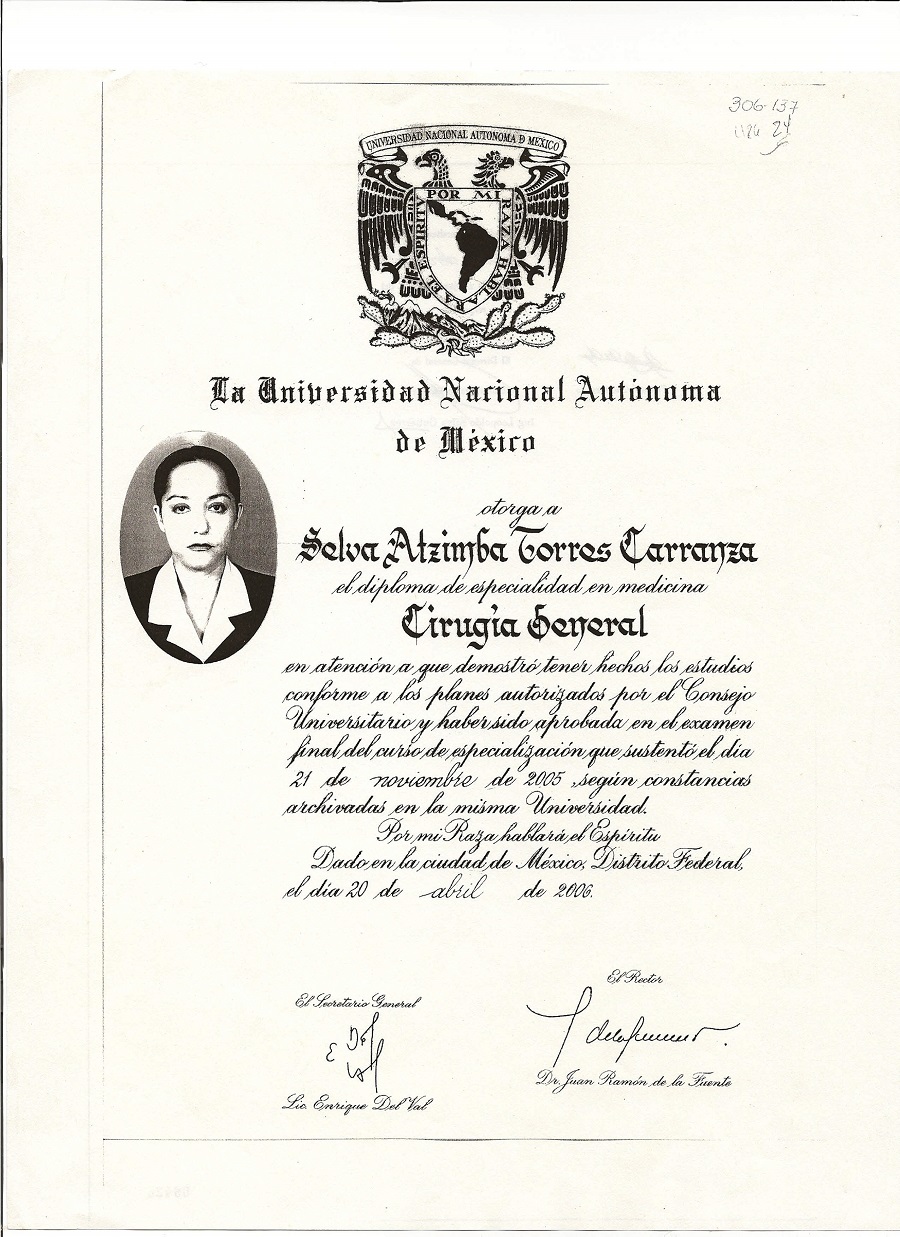 306-137
UNIVERSIDAD NACIONAL AUTONOMA D MEXICO
POR MI RAZA HABLARA EL ESPIRITU
La Universidad Nacional Autónoma
de México
otorga a
Selva Atzimba Torres Carranza
el diploma de especialidad en medicina
Cirugía General
en atención a que demostró tener hechos los estudios
conforme a los planes autorizados por el Consejo
Universitario y haber sido aprobada en el examen
final del curso de especialización que sustentó el día
21 de noviembre de 2005, según constancias
archivadas en la misma Universidad.
Por mi Raza hablará el Espíritu
Dado en la ciudad de México, Distrito Federal,
el día 20 de abril de 2006.
El Secretario General
Lic. Enrique Del Val
El Rector
Dr. Juan Ramón de la Fuente